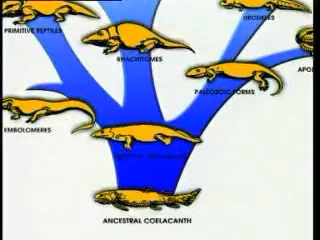 PRIMITIVE REPTILES
URODELES
RHACHITOMES
PALEOZOIC FORMS
APO
EMBOLOMERES
ANCESTRAL COELACANTH